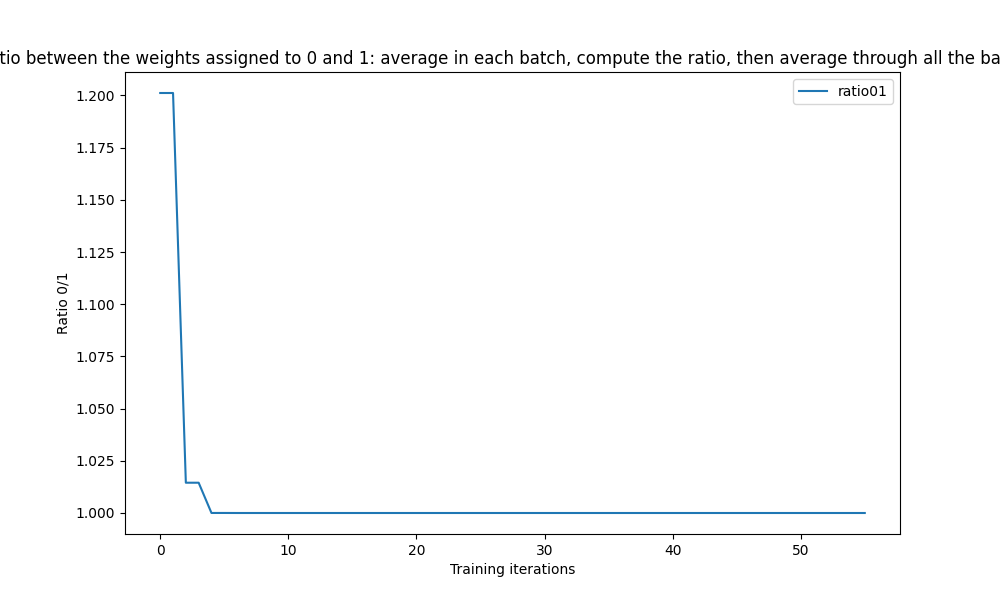 tio between the weights assigned to 0 and 1: average in each batch, compute the ratio, then average through all the ba
ratio01
1.200
1.175
1.150
1.125
1.100
1.075
1.050
1.025
1.000
Ratio 0/1
0 10 20 30 40 50
Training iterations